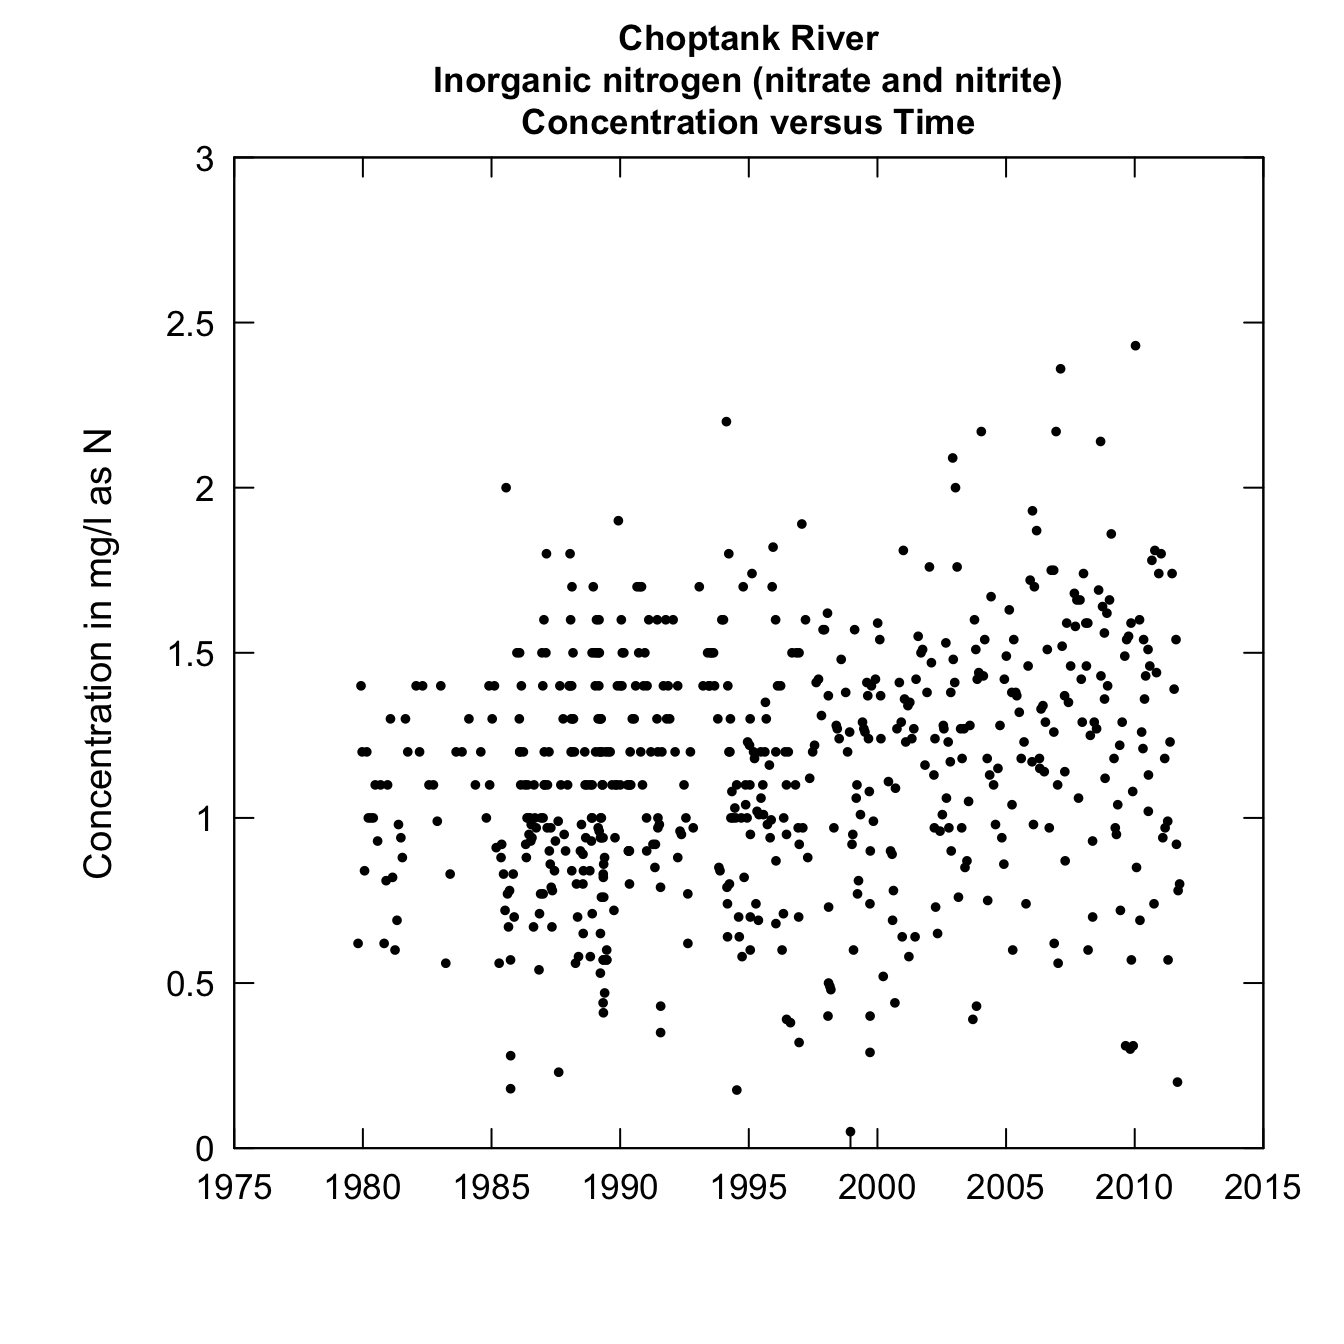 Choptank River
Inorganic nitrogen (nitrate and nitrite)
Concentration versus Time
3
2.5
2
1.5
1
0.5
0
Concentration in mg/l as N
1975 1980 1985 1990 1995 2000 2005 2010 2015